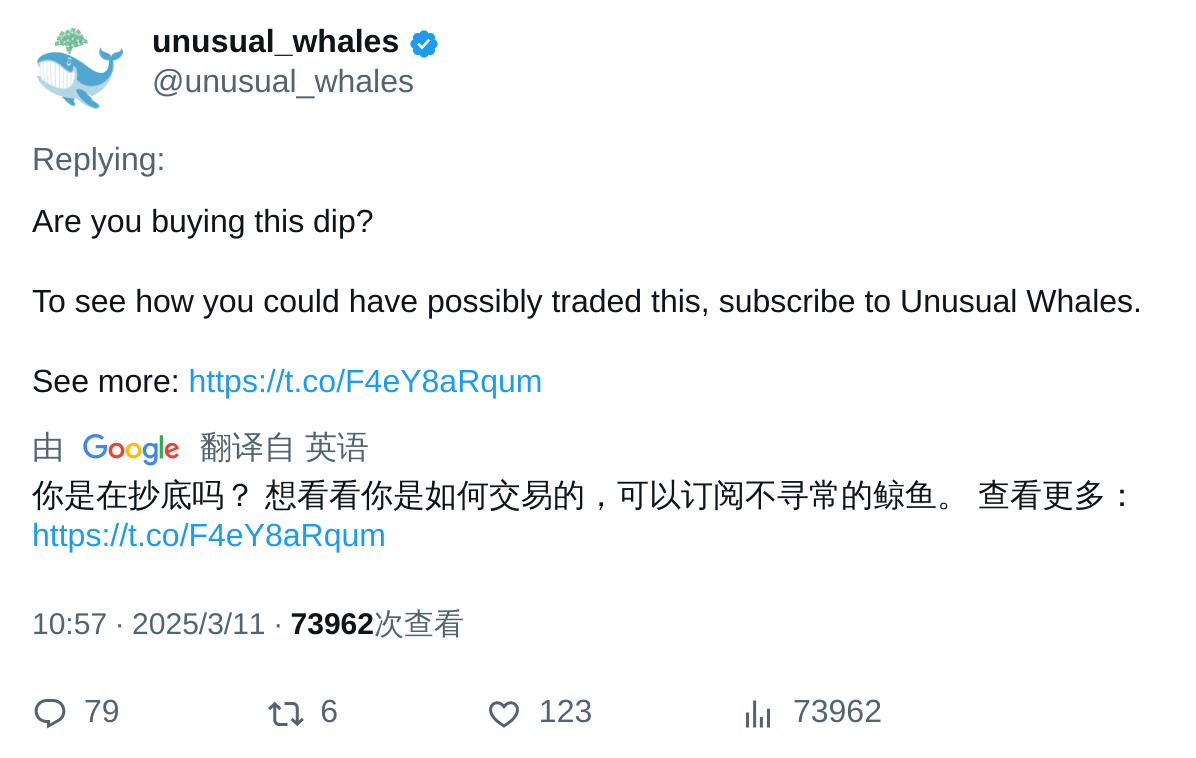 unusual_whales
@unusual_whales
Replying:
Are you buying this dip?
To see how you could have possibly traded this, subscribe to Unusual Whales.
See more: https://t.co/F4eY8aRqum
由 Google 翻译自 英语
你是在抄底吗？ 想看看你是如何交易的，可以订阅不寻常的鲸鱼。 查看更多：
https://t.co/F4eY8aRqum
10:57 · 2025/3/11 · 73962次查看
79 6 123 73962